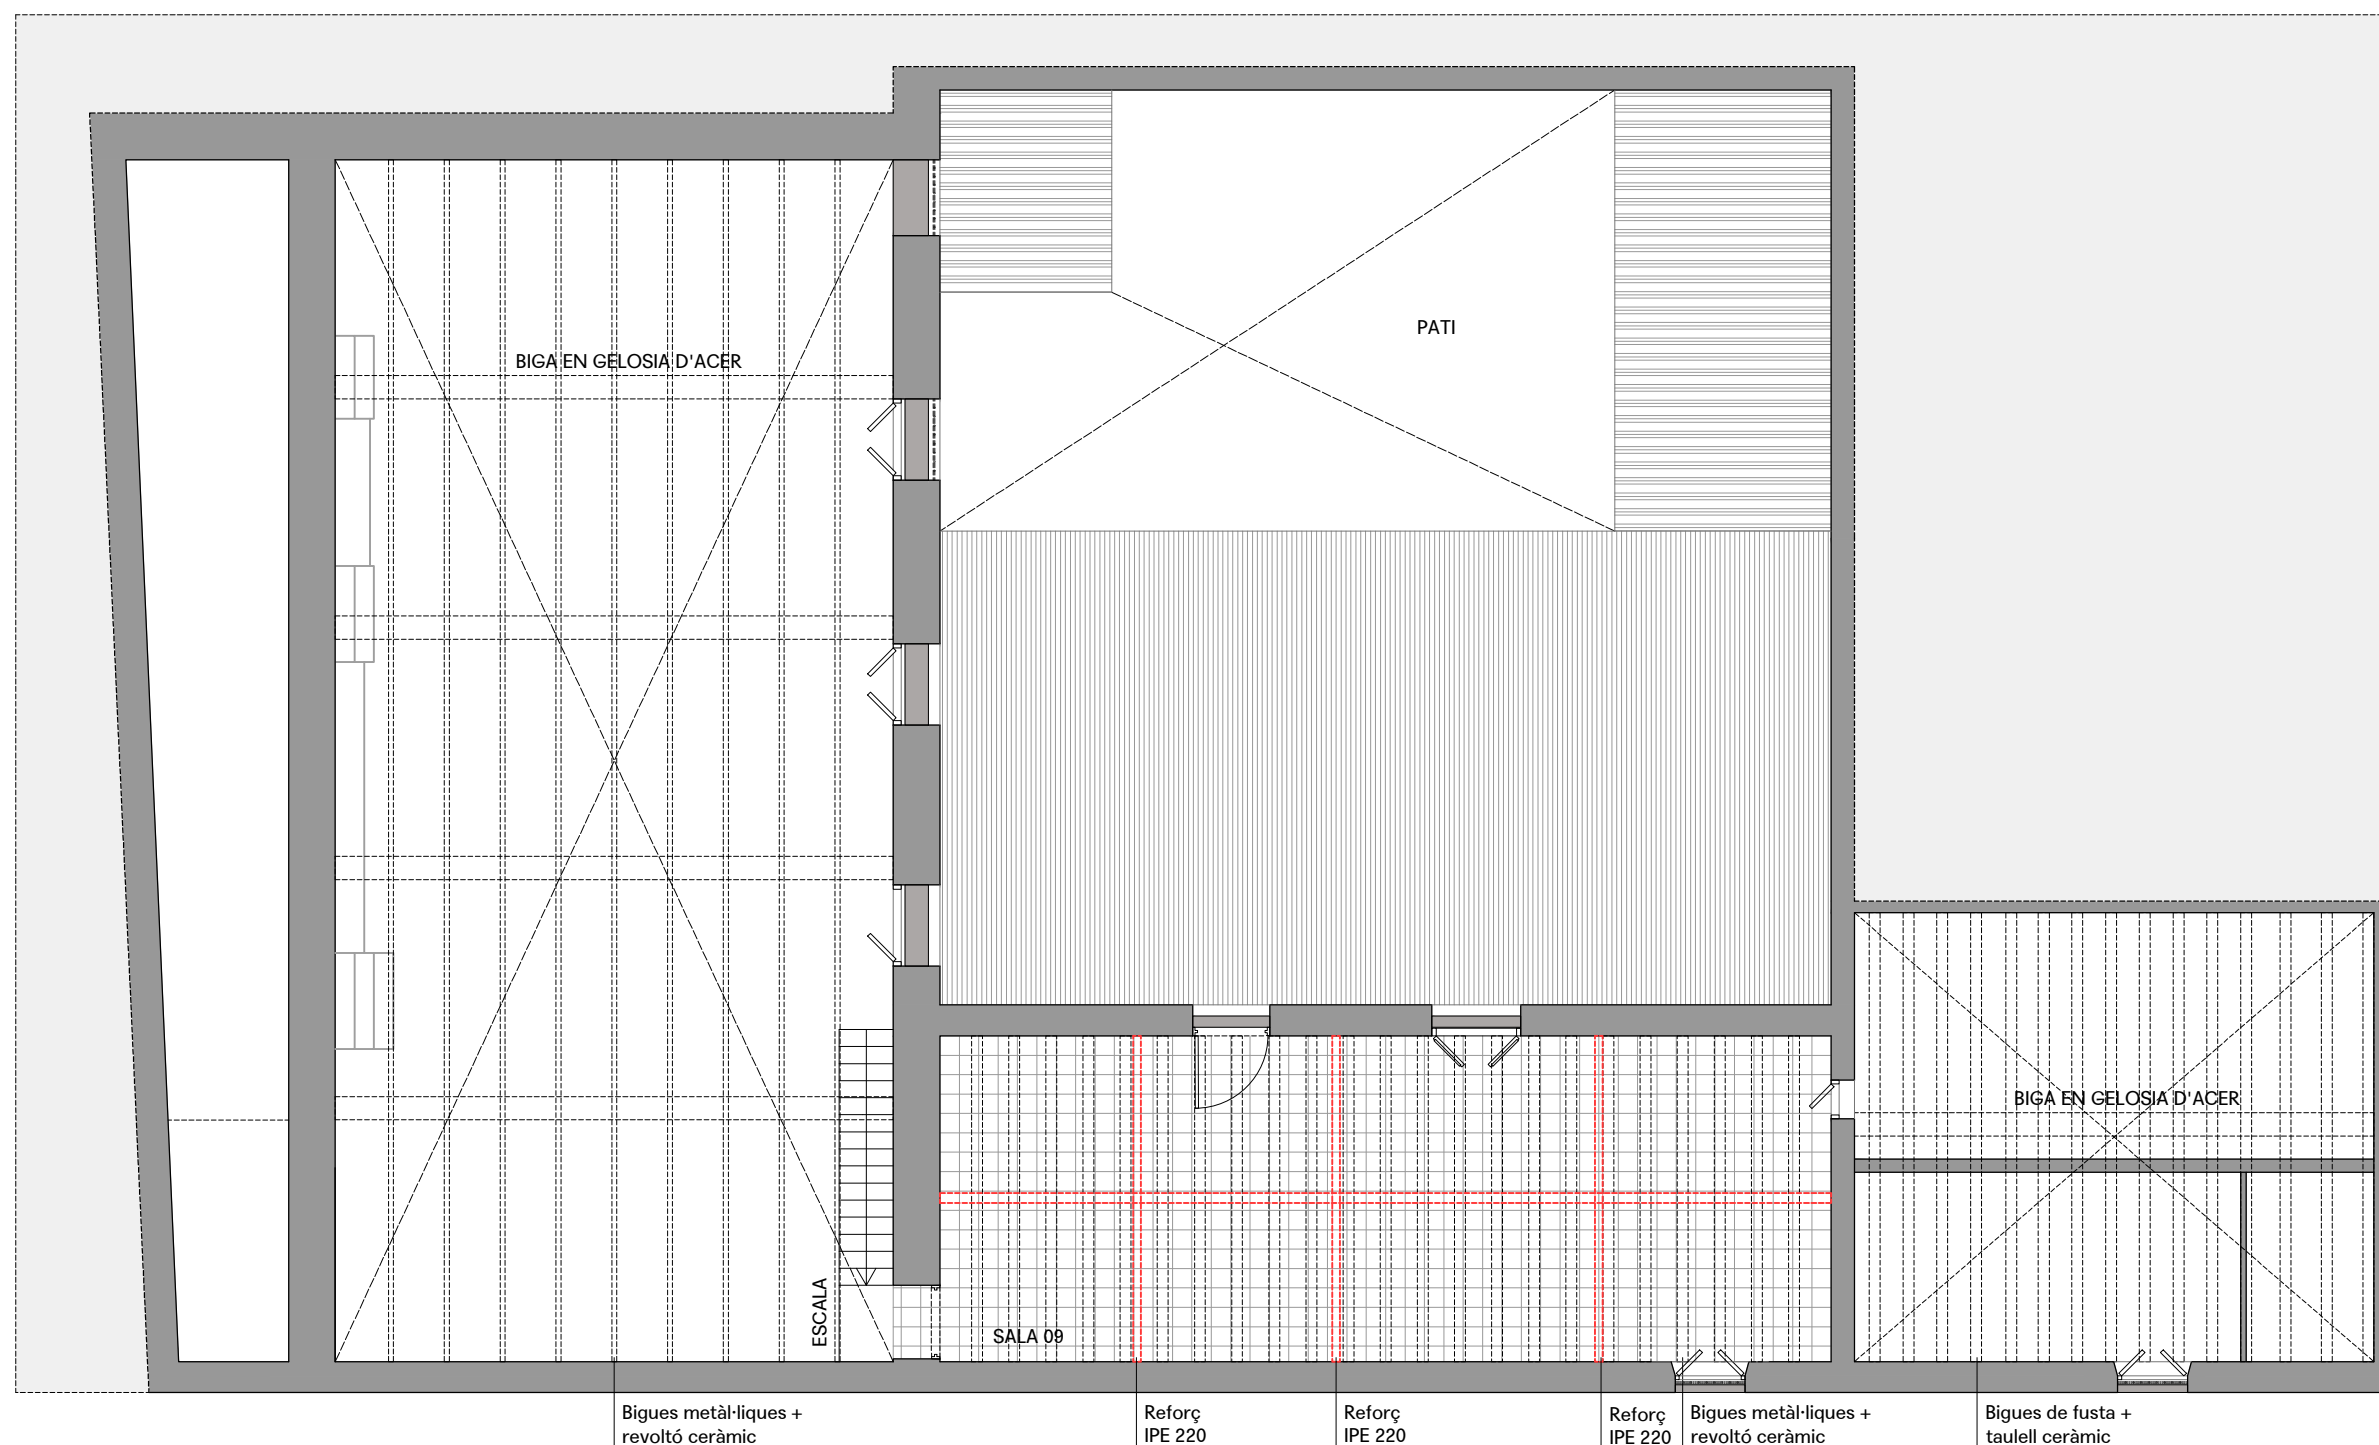 PATI
BIGA EN GELOSIA D'ACER
BIGA EN GELOSIA D'ACER
ESCALA
SALA 09
Bigues metàl·liques +
revoltó ceràmic
Reforç
IPE 220
Reforç
IPE 220
Reforç
IPE 220
Bigues metàl·liques +
revoltó ceràmic
Bigues de fusta +
taulell ceràmic